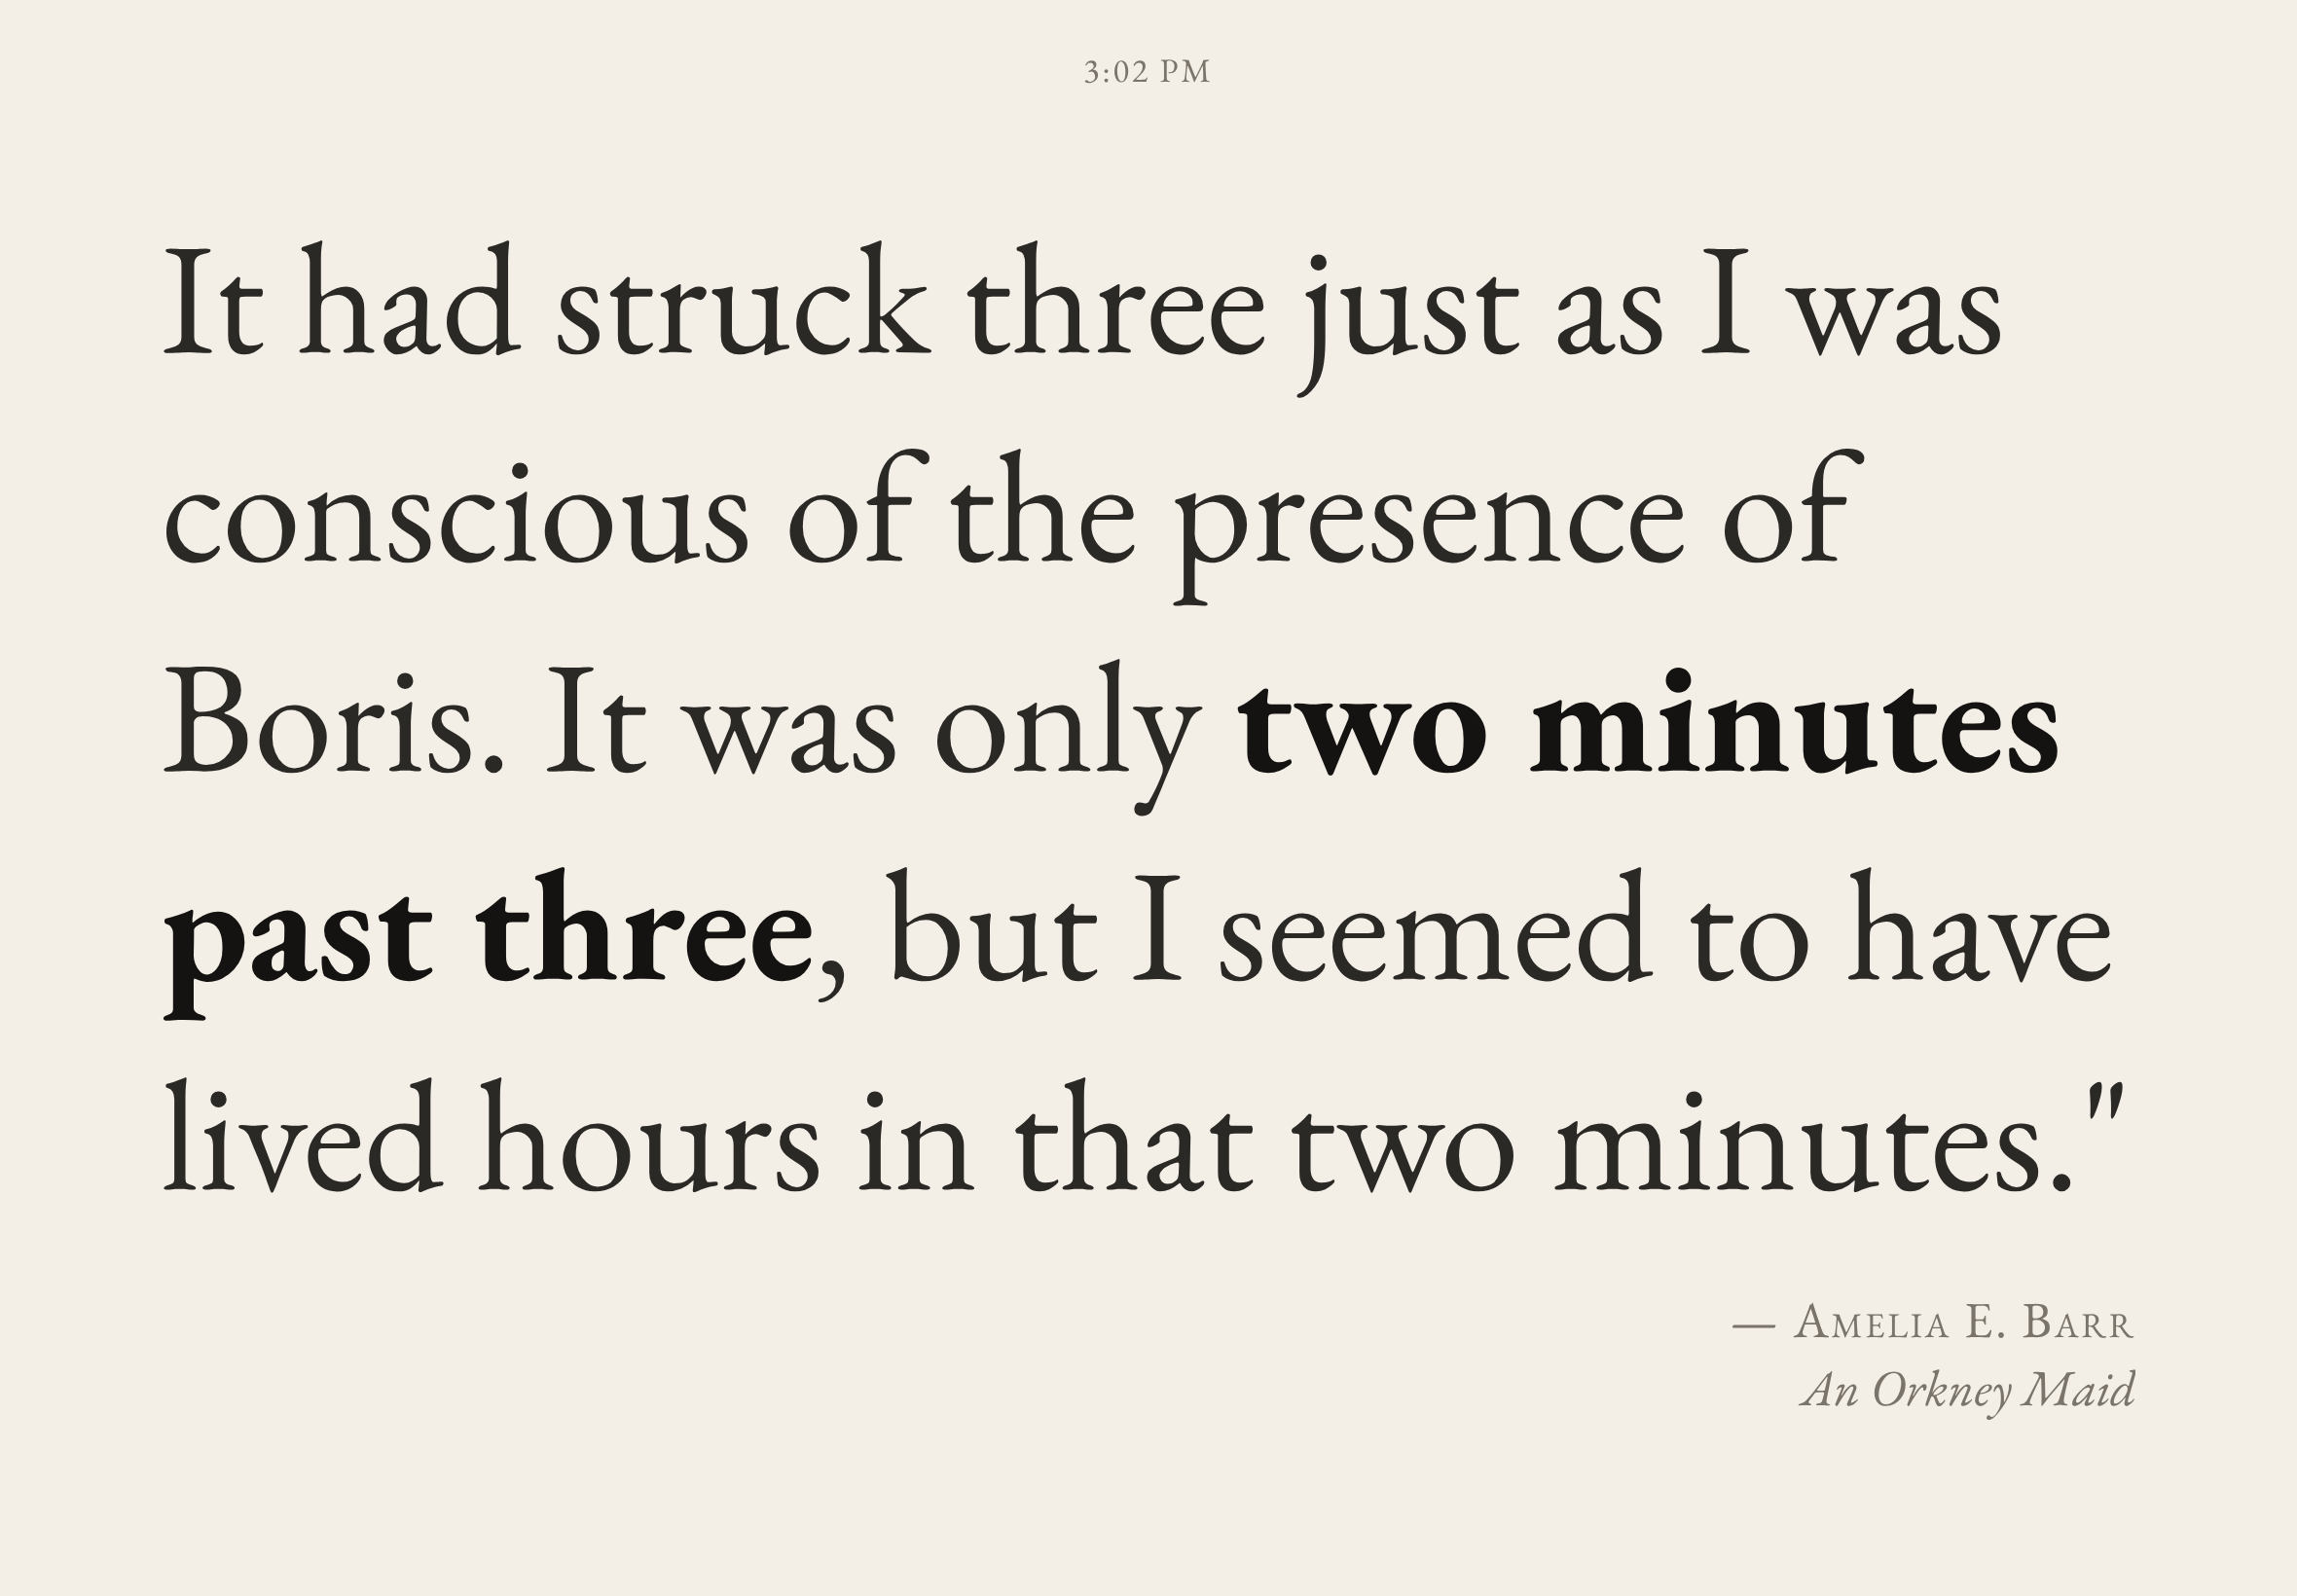 3:02 PM
It had struck three just as I was
conscious of the presence of
Boris. It was only two minutes
past three, but I seemed to have
lived hours in that two minutes."
— Amelia E. Barr
An Orkney Maid